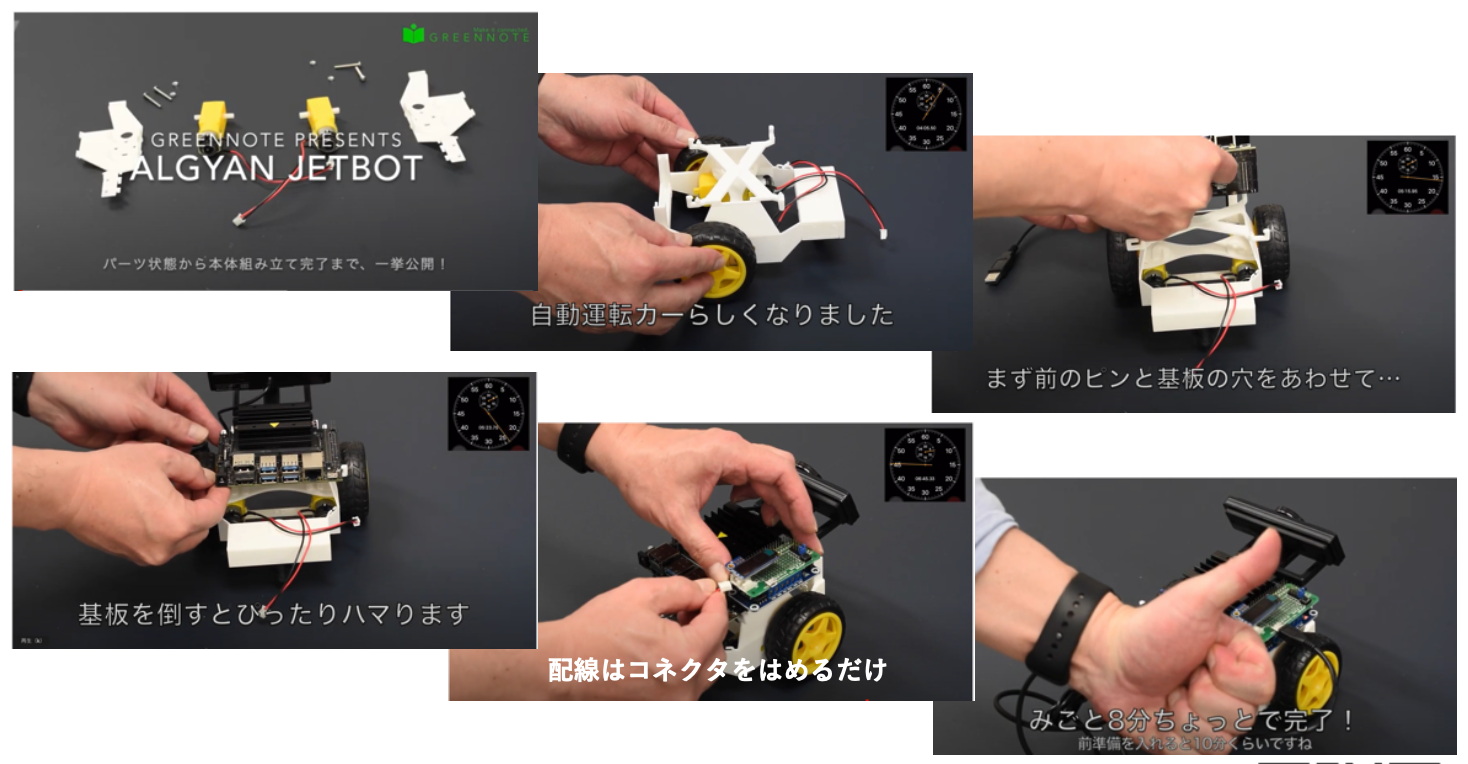 Make it connected
GREENNOTE
GREENNOTE PRESENTS
ALGYAN JETBOT
パーツ状態から本体組み立て完了まで、一挙公開！
自動運転カーらしくなりました
まず前のピンと基板の穴をあわせて…
基板を倒すとぴったりハマります
配線はコネクタをはめるだけ
みごと8分ちょっとで完了！
前準備を入れると10分くらいですね